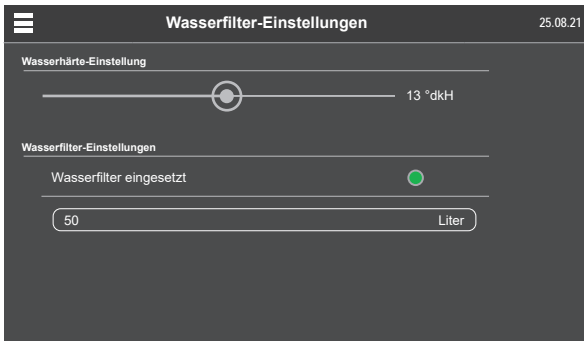 Wasserfilter-Einstellungen 25.08.21
Wasserhärte-Einstellung
13 °dkH
Wasserfilter-Einstellungen
Wasserfilter eingesetzt
50 Liter